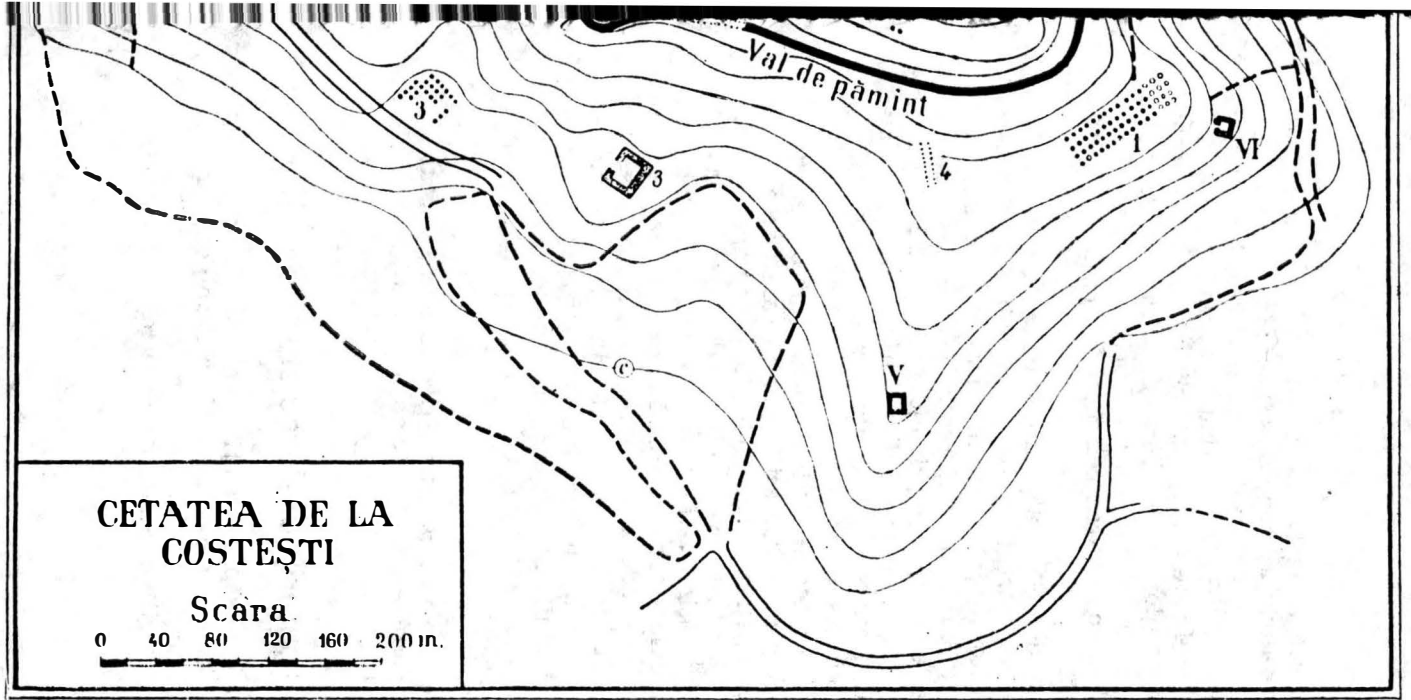 Val de pămint
3
3
4
1
VI
c
V
CETATEA DE LA
COSTEȘTI
Scara
0 40 80 120 160 200 m.